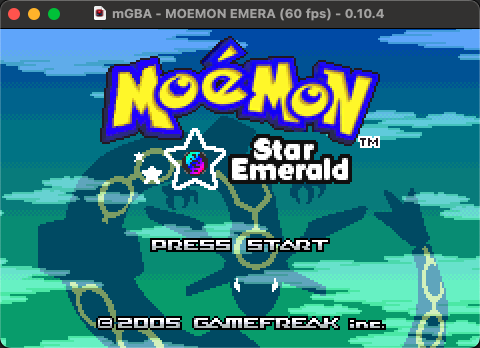 mGBA - MOEMON EMERA (60 fps) - 0.10.4
MOéMON
TM
Star
Emerald
PRESS START
©2005 GAMEFREAK inc.